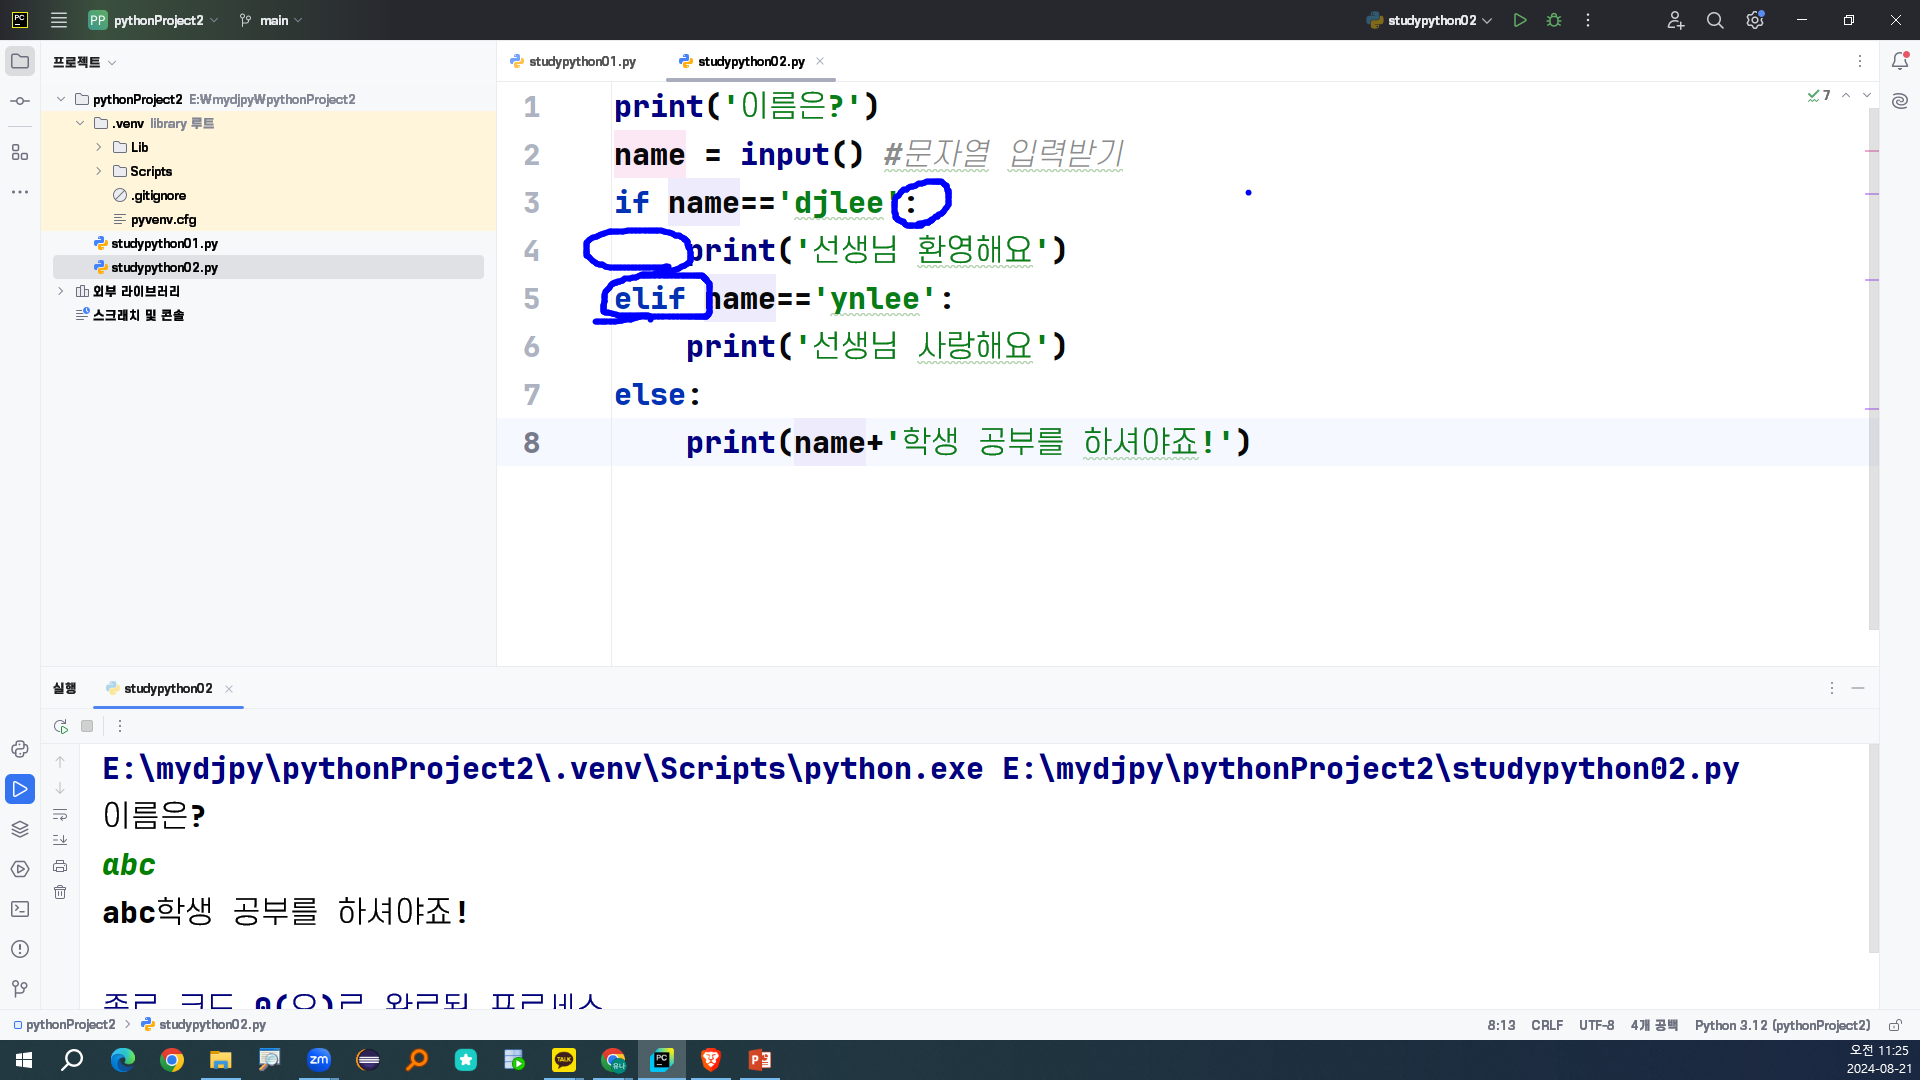 PC
PP pythonProject2
main
studypython02
프로젝트
studypython01.py
studypython02.py
pythonProject2 E:₩mydjpy₩pythonProject2
.venv library 루트
Lib
Scripts
.gitignore
pyvenv.cfg
studypython01.py
studypython02.py
외부 라이브러리
스크래치 및 콘솔
7
1 print('이름은?')
2 name = input() #문자열 입력받기
3 if name=='djlee':
4 print('선생님 환영해요')
5 elif name=='ynlee':
6 print('선생님 사랑해요')
7 else:
8 print(name+'학생 공부를 하셔야죠!')
실행 studypython02
E:\mydjpy\pythonProject2\.venv\Scripts\python.exe E:\mydjpy\pythonProject2\studypython02.py
이름은?
abc
abc학생 공부를 하셔야죠!
종료 코드 0(으)로 완료된 프로세스
pythonProject2 > studypython02.py
8:13 CRLF UTF-8 4개 공백 Python 3.12 (pythonProject2)
zm
TALK
PC
오전 11:25
2024-08-21